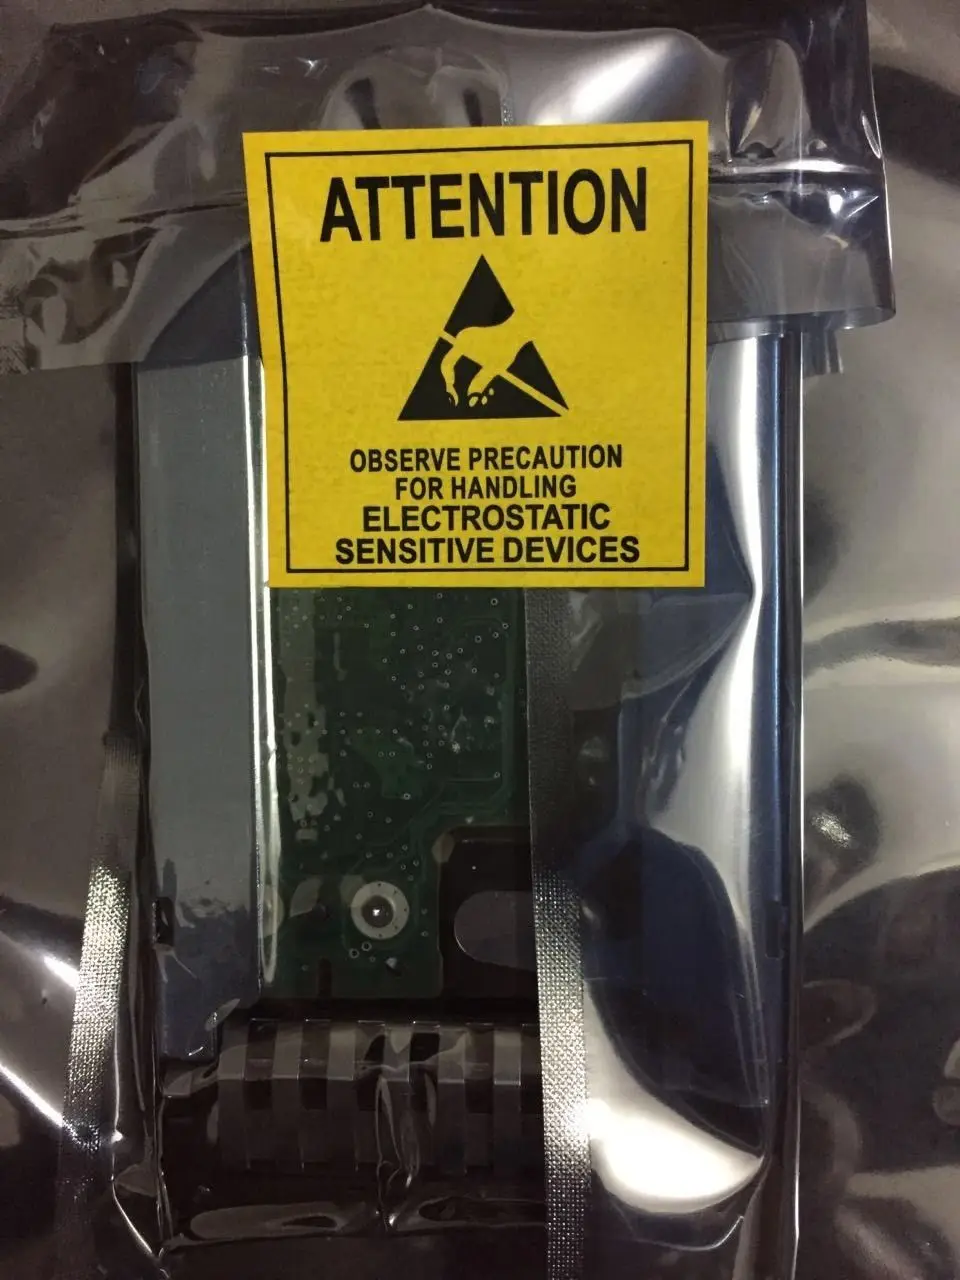 ATTENTION
OBSERVE PRECAUTION
FOR HANDLING
ELECTROSTATIC
SENSITIVE DEVICES